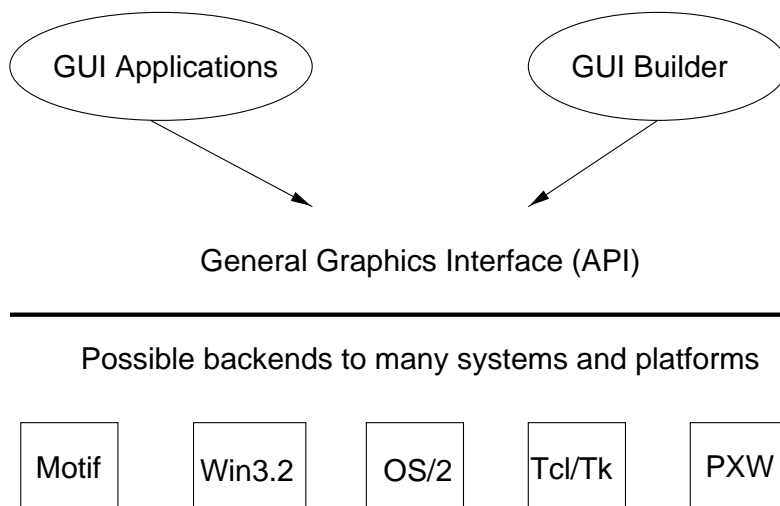 GUI Applications
GUI Builder
General Graphics Interface (API)
Possible backends to many systems and platforms
Motif
Win3.2
OS/2
Tcl/Tk
PXW